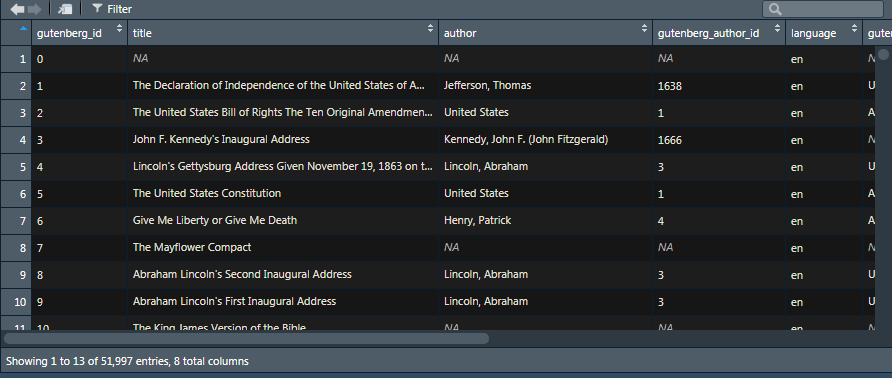 Filter
gutenberg_id title author gutenberg_author_id language guten
1 0 NA NA NA en N
2 1 The Declaration of Independence of the United States of A... Jefferson, Thomas 1638 en U
3 2 The United States Bill of Rights The Ten Original Amendmen... United States 1 en A
4 3 John F. Kennedy's Inaugural Address Kennedy, John F. (John Fitzgerald) 1666 en N
5 4 Lincoln's Gettysburg Address Given November 19, 1863 on t... Lincoln, Abraham 3 en U
6 5 The United States Constitution United States 1 en A
7 6 Give Me Liberty or Give Me Death Henry, Patrick 4 en A
8 7 The Mayflower Compact NA NA en N
9 8 Abraham Lincoln's Second Inaugural Address Lincoln, Abraham 3 en U
10 9 Abraham Lincoln's First Inaugural Address Lincoln, Abraham 3 en U
11 10 The King James Version of the Bible NA NA en N
Showing 1 to 13 of 51,997 entries, 8 total columns